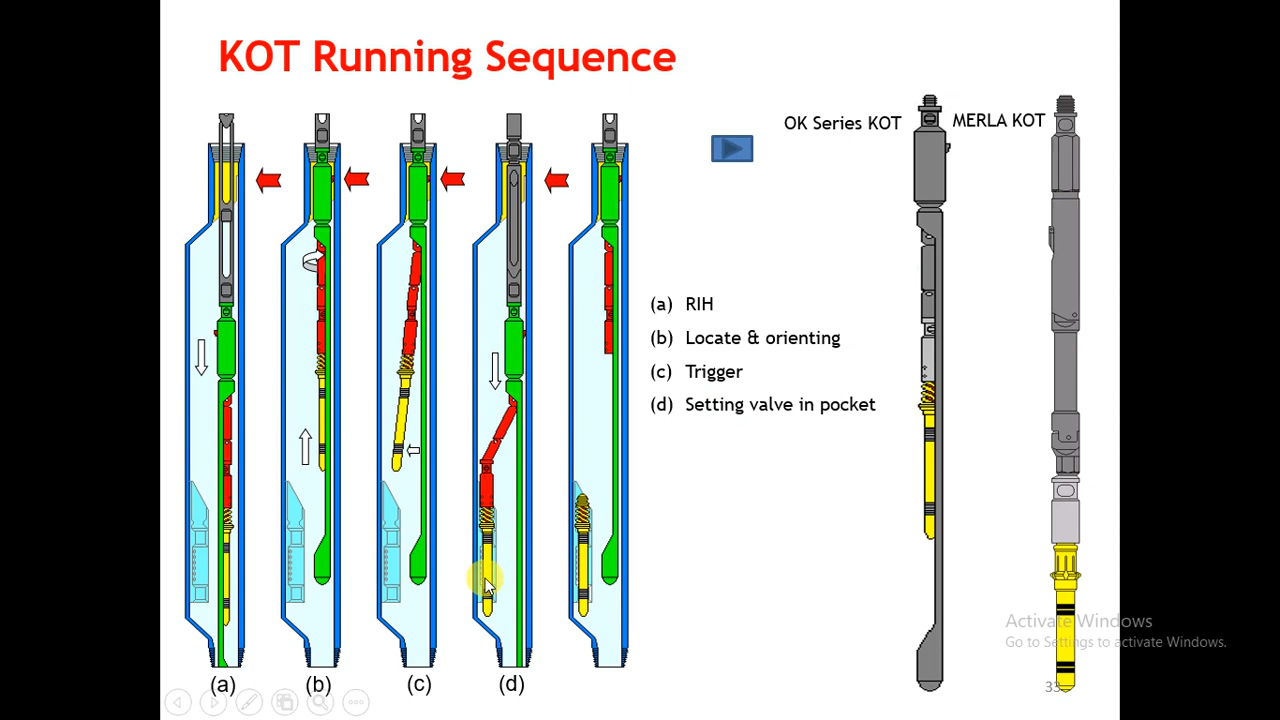 KOT Running Sequence
OK Series KOT
MERLA KOT
(a) RIH
(b) Locate & orienting
(c) Trigger
(d) Setting valve in pocket
(a)
(b)
(c)
(d)
Activate Windows
Go to Settings to activate Windows.
33